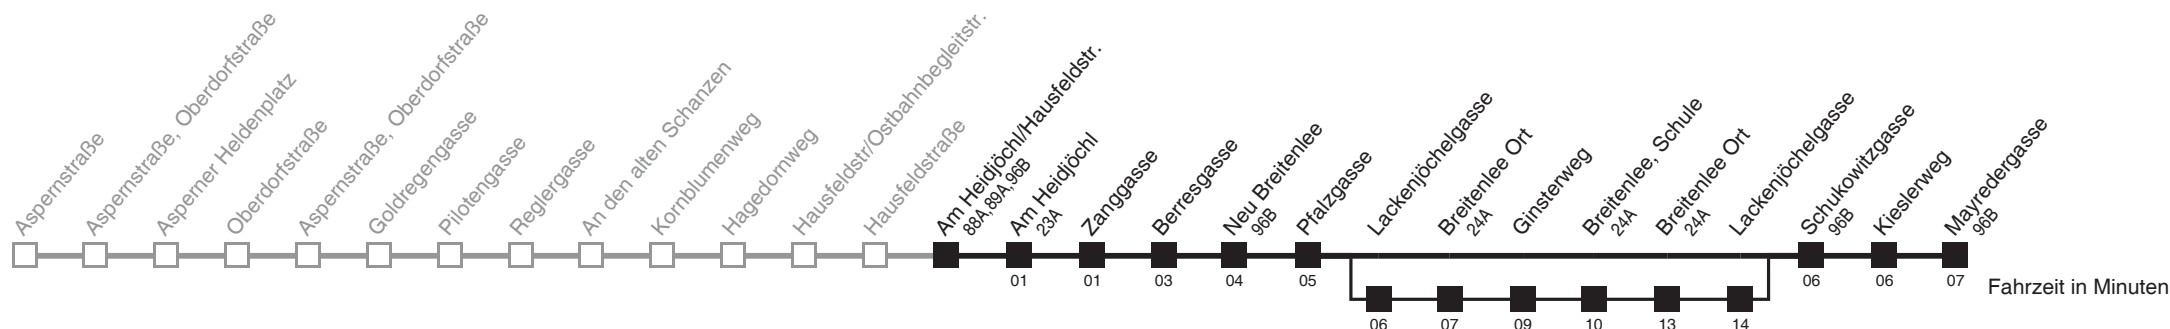 Aspernstraße
Aspernstraße, Oberdorfstraße
Asperner Heldenplatz
Oberdorfstraße
Aspernstraße, Oberdorfstraße
Goldregengasse
Pilotengasse
Reglergasse
An den alten Schanzen
Kornblumenweg
Hagedornweg
Hausfeldstr/Ostbahnbegleitstr.
Hausfeldstraße
Am Heidjöchl/Hausfeldstr.
88A,89A,96B
Am Heidjöchl
23A
Zanggasse
Berresgasse
Neu Breitenlee
96B
Pfalzgasse
Lackenjöchelgasse
Breitenlee Ort
24A
Ginsterweg
Breitenlee, Schule
24A
Breitenlee Ort
24A
Lackenjöchelgasse
Schukowitzgasse
96B
Kieslerweg
Mayredergasse
96B
01
01
03
04
05
06
06
07
Fahrzeit in Minuten
06
07
09
10
13
14